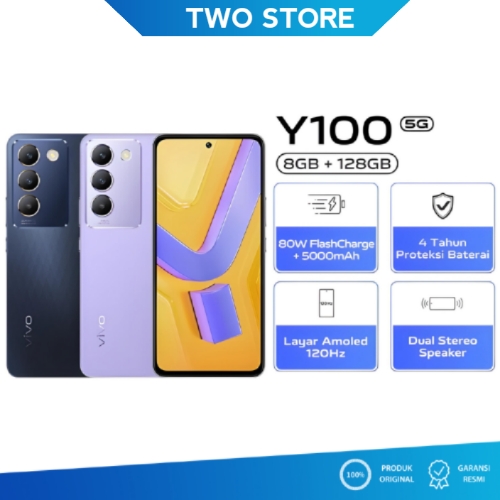 TWO STORE
Y100 5G
8GB + 128GB
80W FlashCharge
+ 5000mAh
4 Tahun
Proteksi Baterai
Layar Amoled
120Hz
Dual Stereo
Speaker
vivo
vivo
100%
PRODUK
ORIGINAL
GARANSI
RESMI